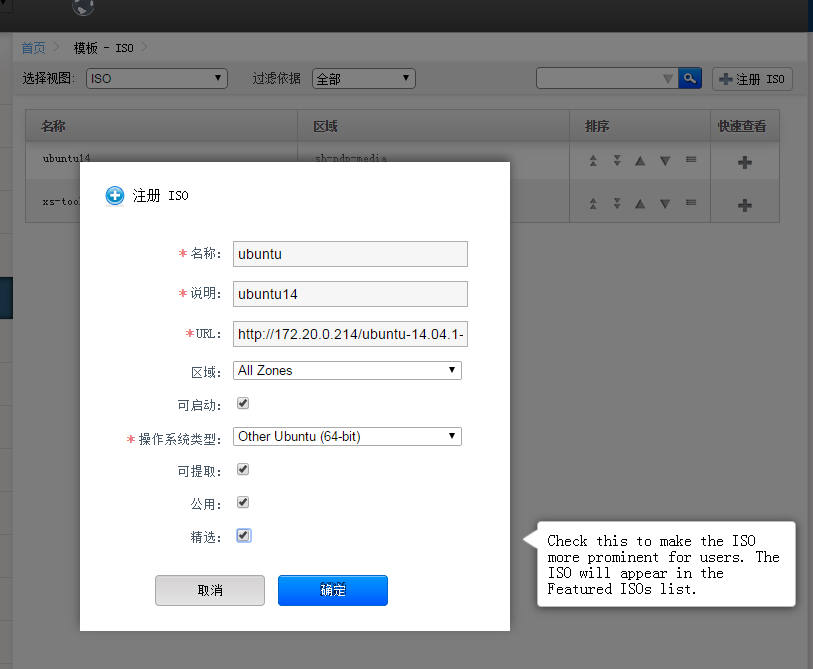 首页 模板 - ISO
选择视图: ISO 过滤依据 全部 注册 ISO
名称 区域 排序 快速查看
ubuntu14 xh-ndp-media
xs-tool
注册 ISO
*名称: ubuntu
*说明: ubuntu14
*URL: http://172.20.0.214/ubuntu-14.04.1-
区域: All Zones
可启动:
*操作系统类型: Other Ubuntu (64-bit)
可提取:
公用:
精选:
Check this to make the ISO
more prominent for users. The
ISO will appear in the
Featured ISOs list.
取消 确定